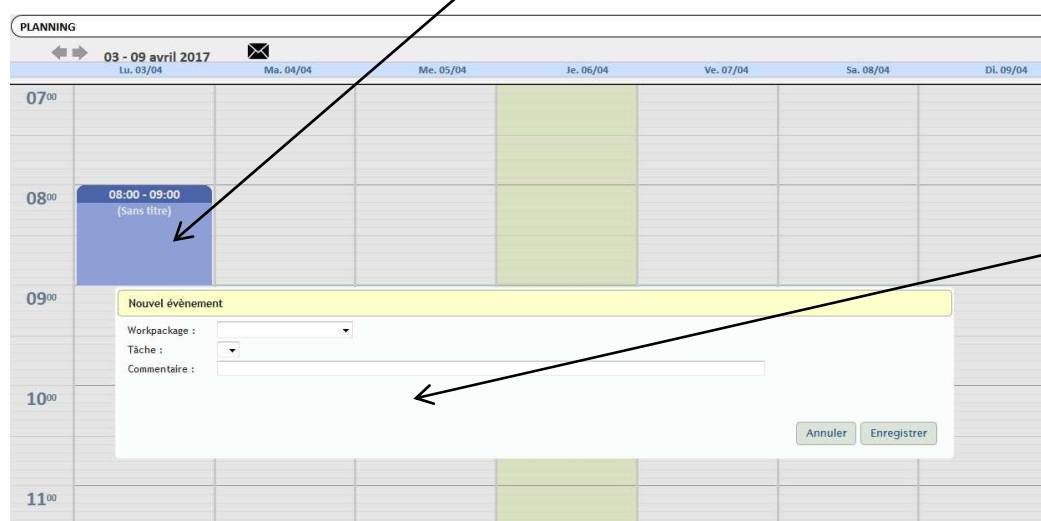 PLANNING
03 - 09 avril 2017
Lu. 03/04 Ma. 04/04 Me. 05/04 Je. 06/04 Ve. 07/04 Sa. 08/04 Di. 09/04
07⁰⁰
08⁰⁰
08:00 - 09:00
(Sans titre)
09⁰⁰
Nouvel évènement
Workpackage :
Tâche :
Commentaire :
10⁰⁰
Annuler Enregistrer
11⁰⁰